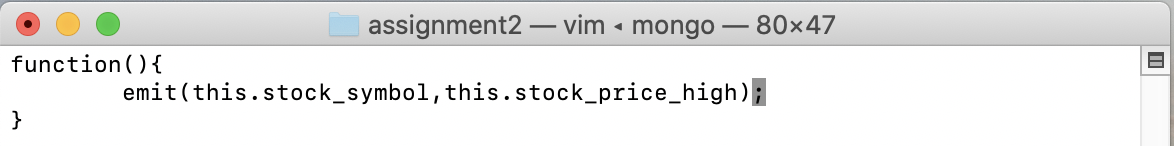 assignment2 — vim ◂ mongo — 80×47
function(){
        emit(this.stock_symbol,this.stock_price_high);
}